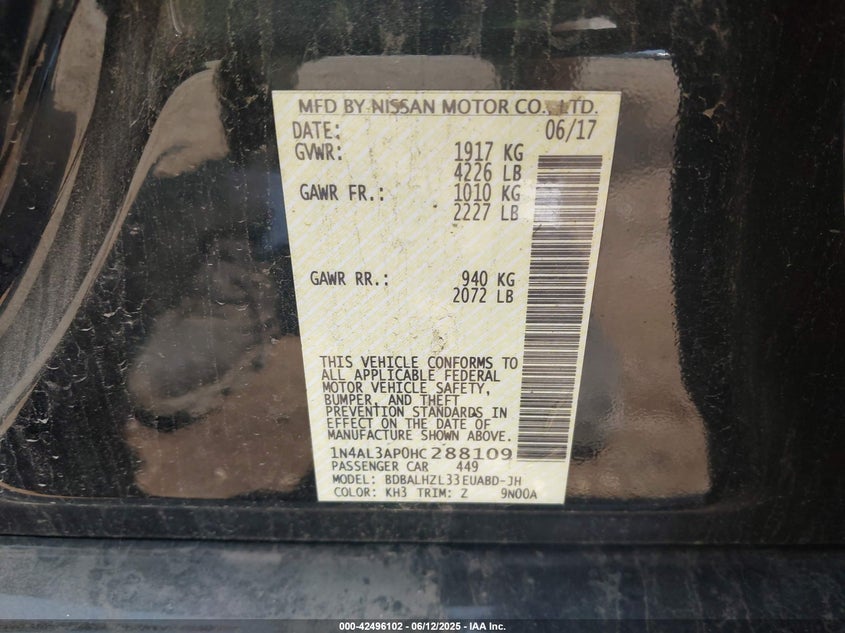 MFD BY NISSAN MOTOR CO., LTD.
DATE: 06/17
GVWR: 1917 KG
4226 LB
GAWR FR.: 1010 KG
2227 LB
GAWR RR.: 940 KG
2072 LB
THIS VEHICLE CONFORMS TO
ALL APPLICABLE FEDERAL
MOTOR VEHICLE SAFETY,
BUMPER, AND THEFT
PREVENTION STANDARDS IN
EFFECT ON THE DATE OF
MANUFACTURE SHOWN ABOVE.
1N4AL3AP0HC288109
PASSENGER CAR 449
MODEL: BDBALHZL33EUABD-JH
COLOR: KH3 TRIM: Z 9N00A
000-42496102 - 06/12/2025 - IAA Inc.